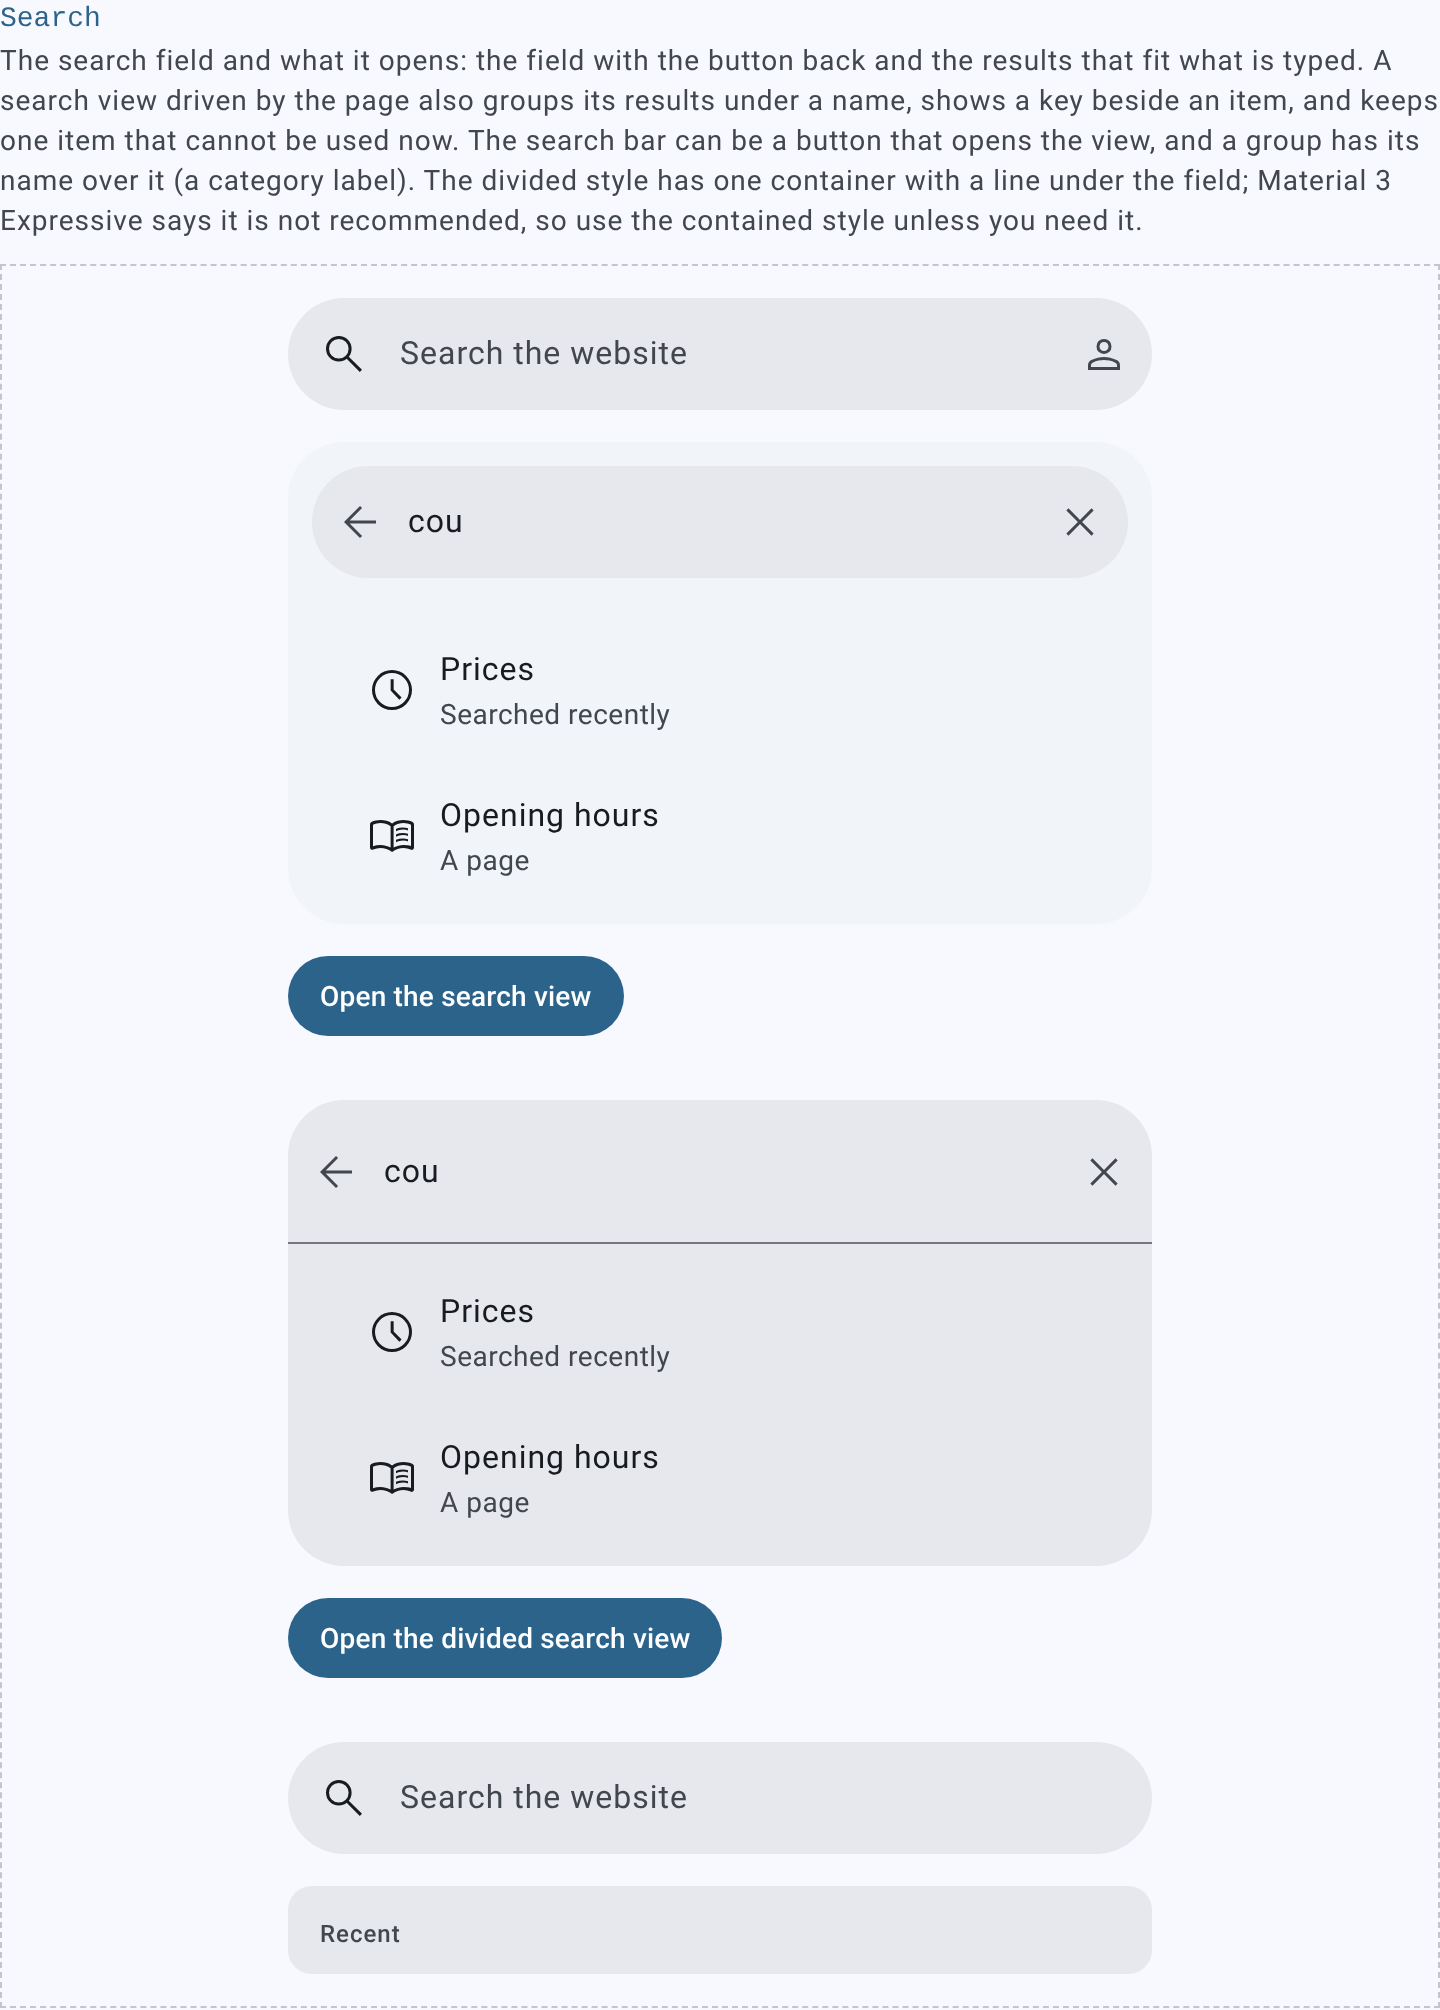 Search
The search field and what it opens: the field with the button back and the results that fit what is typed. A
search view driven by the page also groups its results under a name, shows a key beside an item, and keeps
one item that cannot be used now. The search bar can be a button that opens the view, and a group has its
name over it (a category label). The divided style has one container with a line under the field; Material 3
Expressive says it is not recommended, so use the contained style unless you need it.
Search the website
cou
Prices
Searched recently
Opening hours
A page
Open the search view
cou
Prices
Searched recently
Opening hours
A page
Open the divided search view
Search the website
Recent